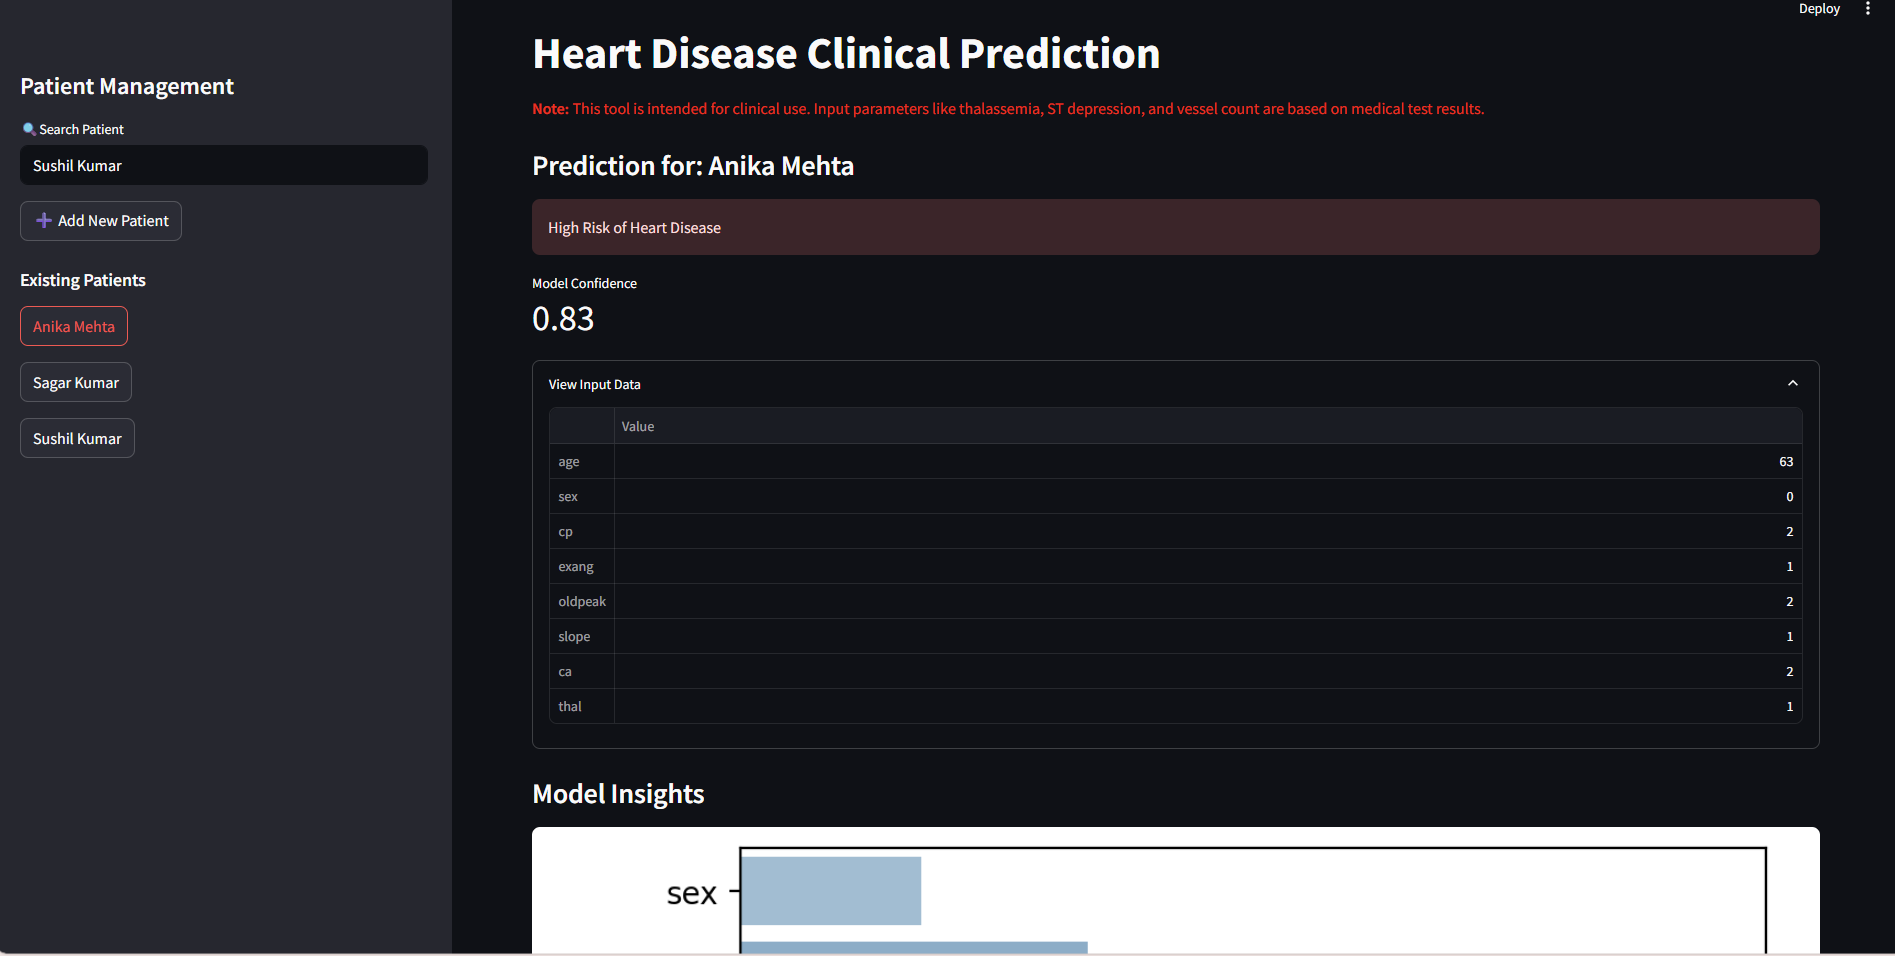 Deploy
Patient Management
Search Patient
Sushil Kumar
Add New Patient
Existing Patients
Anika Mehta
Sagar Kumar
Sushil Kumar
Heart Disease Clinical Prediction
Note: This tool is intended for clinical use. Input parameters like thalassemia, ST depression, and vessel count are based on medical test results.
Prediction for: Anika Mehta
High Risk of Heart Disease
Model Confidence
0.83
View Input Data
Value
age 63
sex 0
cp 2
exang 1
oldpeak 2
slope 1
ca 2
thal 1
Model Insights
sex